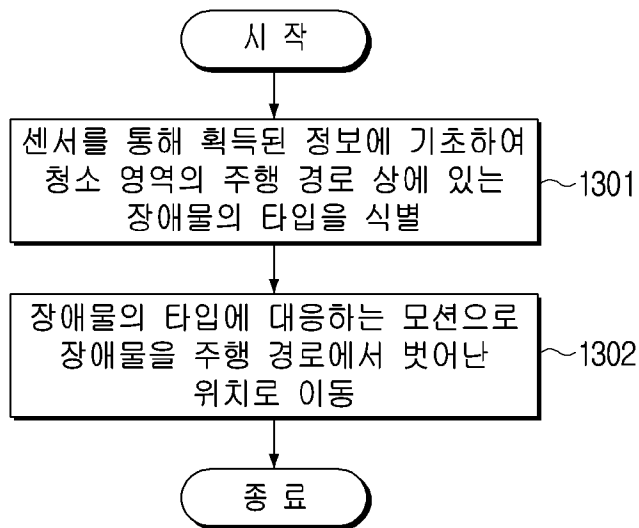 시 작
센서를 통해 획득된 정보에 기초하여
청소 영역의 주행 경로 상에 있는
장애물의 타입을 식별
1301
장애물의 타입에 대응하는 모션으로
장애물을 주행 경로에서 벗어난
위치로 이동
1302
종 료